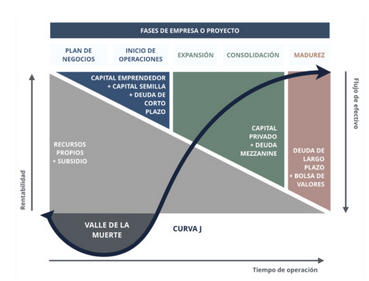 FASES DE EMPRESA O PROYECTO
PLAN DE
NEGOCIOS
INICIO DE
OPERACIONES
EXPANSIÓN
CONSOLIDACIÓN
MADUREZ
CAPITAL EMPRENDEDOR
+ CAPITAL SEMILLA
+ DEUDA DE
CORTO
PLAZO
RECURSOS
PROPIOS
+ SUBSIDIO
CAPITAL
PRIVADO
+ DEUDA
MEZZANINE
DEUDA DE
LARGO
PLAZO
+ BOLSA DE
VALORES
Rentabilidad
Flujo de efectivo
VALLE DE LA
MUERTE
CURVA J
Tiempo de operación